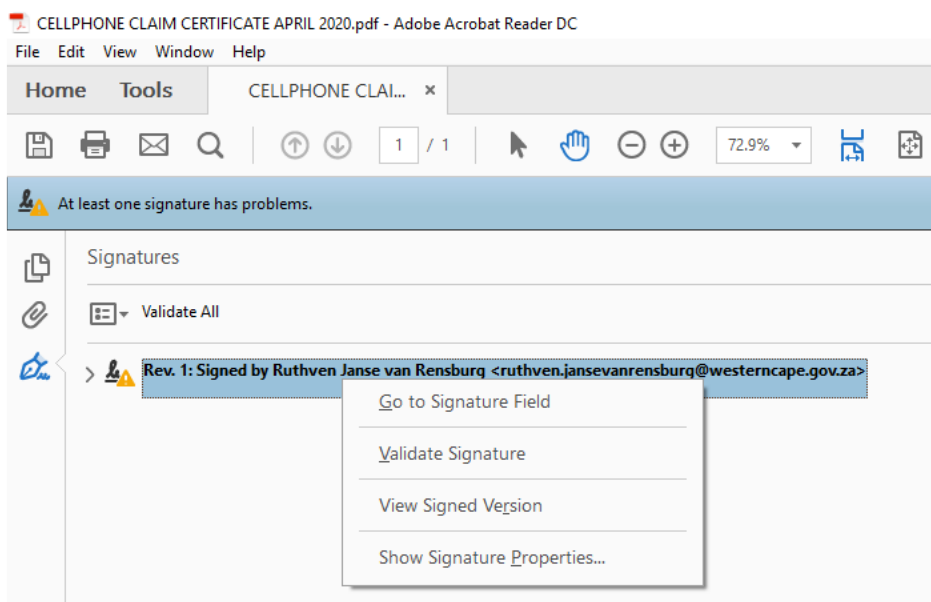 CELLPHONE CLAIM CERTIFICATE APRIL 2020.pdf - Adobe Acrobat Reader DC
File Edit View Window Help
Home Tools CELLPHONE CLAI... ×
1 / 1 72.9%
At least one signature has problems.
Signatures
Validate All
Rev. 1: Signed by Ruthven Janse van Rensburg <ruthven.jansevanrensburg@westerncape.gov.za>
Go to Signature Field
Validate Signature
View Signed Version
Show Signature Properties...